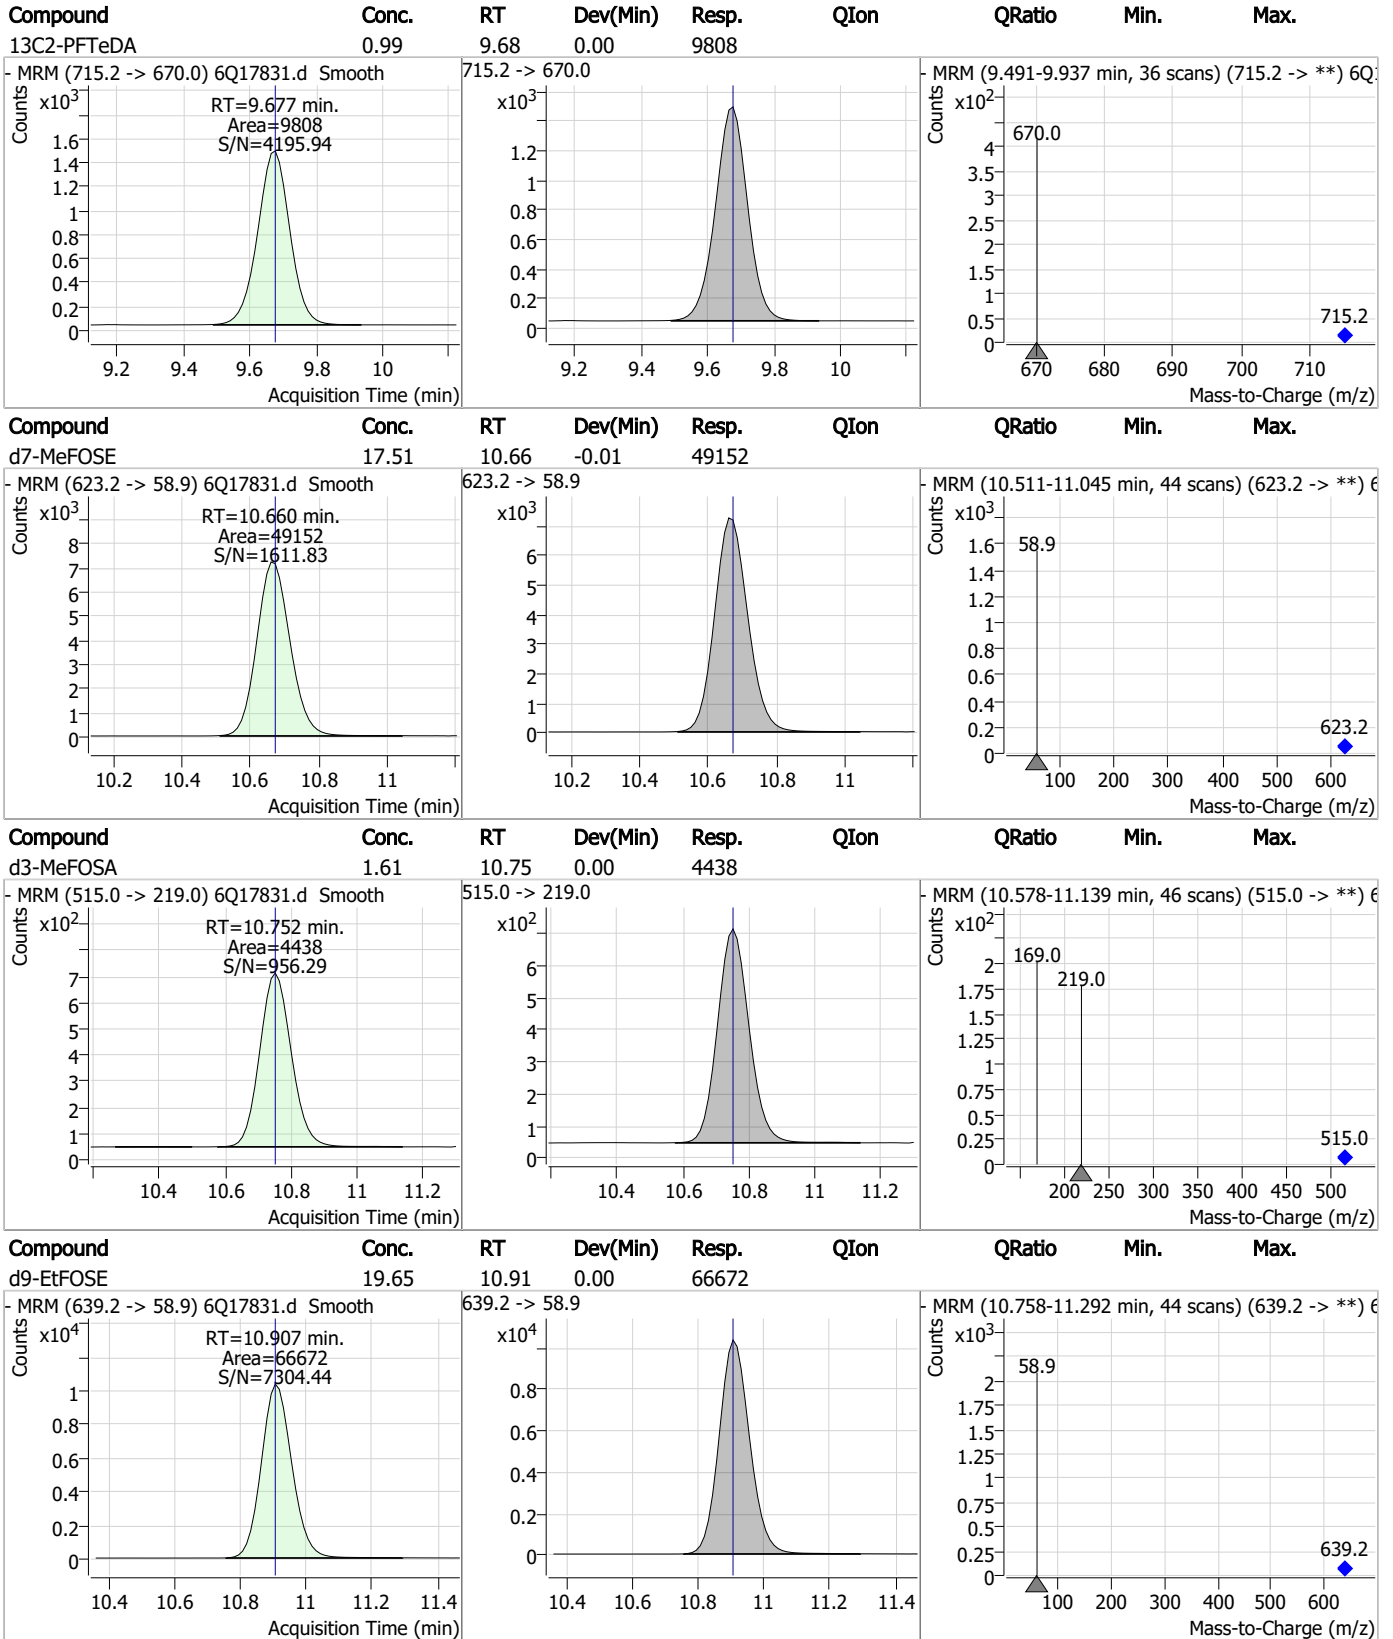 Compound Conc. RT Dev(Min) Resp. QIon QRatio Min. Max.
13C2-PFTeDA 0.99 9.68 0.00 9808
- MRM (715.2 -> 670.0) 6Q17831.d Smooth
Counts
x10³
RT=9.677 min.
Area=9808
S/N=4195.94
1.6
1.4
1.2
1
0.8
0.6
0.4
0.2
0
9.2 9.4 9.6 9.8 10
Acquisition Time (min)
715.2 -> 670.0
x10³
1.2
1
0.8
0.6
0.4
0.2
0
9.2 9.4 9.6 9.8 10
- MRM (9.491-9.937 min, 36 scans) (715.2 -> **) 6Q1
Counts
x10²
670.0
4
3.5
3
2.5
2
1.5
1
0.5
0
715.2
670 680 690 700 710
Mass-to-Charge (m/z)
Compound Conc. RT Dev(Min) Resp. QIon QRatio Min. Max.
d7-MeFOSE 17.51 10.66 -0.01 49152
- MRM (623.2 -> 58.9) 6Q17831.d Smooth
Counts
x10³
RT=10.660 min.
Area=49152
S/N=1611.83
8
7
6
5
4
3
2
1
0
10.2 10.4 10.6 10.8 11
Acquisition Time (min)
623.2 -> 58.9
x10³
6
5
4
3
2
1
0
10.2 10.4 10.6 10.8 11
- MRM (10.511-11.045 min, 44 scans) (623.2 -> **) 6
Counts
x10³
58.9
1.6
1.4
1.2
1
0.8
0.6
0.4
0.2
0
623.2
100 200 300 400 500 600
Mass-to-Charge (m/z)
Compound Conc. RT Dev(Min) Resp. QIon QRatio Min. Max.
d3-MeFOSA 1.61 10.75 0.00 4438
- MRM (515.0 -> 219.0) 6Q17831.d Smooth
Counts
x10²
RT=10.752 min.
Area=4438
S/N=956.29
7
6
5
4
3
2
1
0
10.4 10.6 10.8 11 11.2
Acquisition Time (min)
515.0 -> 219.0
x10²
6
5
4
3
2
1
0
10.4 10.6 10.8 11 11.2
- MRM (10.578-11.139 min, 46 scans) (515.0 -> **) 6
Counts
x10²
169.0
219.0
2
1.75
1.5
1.25
1
0.75
0.5
0.25
0
515.0
200 250 300 350 400 450 500
Mass-to-Charge (m/z)
Compound Conc. RT Dev(Min) Resp. QIon QRatio Min. Max.
d9-EtFOSE 19.65 10.91 0.00 66672
- MRM (639.2 -> 58.9) 6Q17831.d Smooth
Counts
x10⁴
RT=10.907 min.
Area=66672
S/N=7304.44
1
0.8
0.6
0.4
0.2
0
10.4 10.6 10.8 11 11.2 11.4
Acquisition Time (min)
639.2 -> 58.9
x10⁴
0.8
0.6
0.4
0.2
0
10.4 10.6 10.8 11 11.2 11.4
- MRM (10.758-11.292 min, 44 scans) (639.2 -> **) 6
Counts
x10³
58.9
2
1.75
1.5
1.25
1
0.75
0.5
0.25
0
639.2
100 200 300 400 500 600
Mass-to-Charge (m/z)